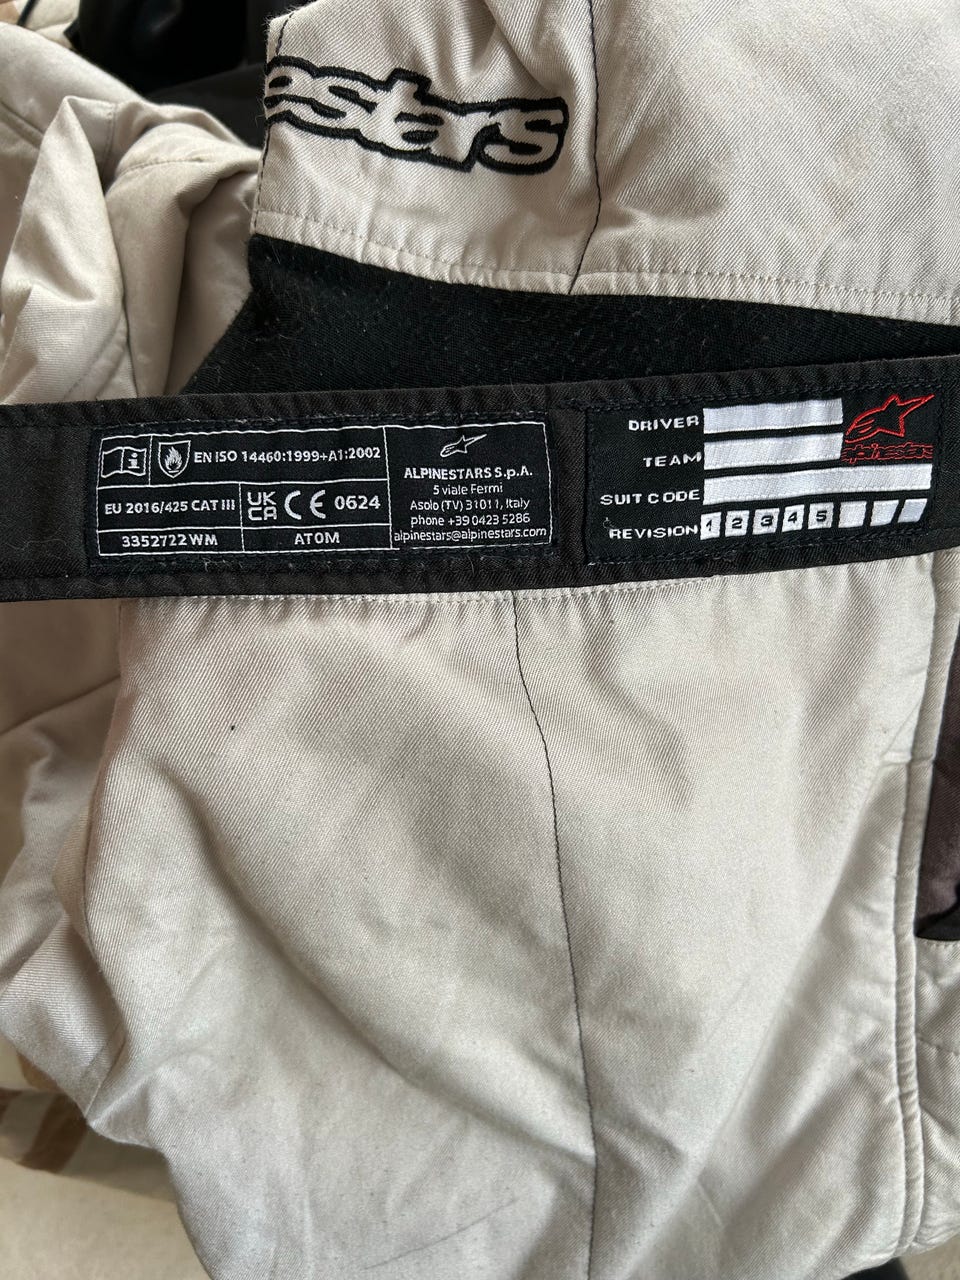 estars
EN ISO 14460:1999+A1:2002
EU 2016/425 CAT III
UK
CA
CE 0624
3352722 WM
ATOM
ALPINESTARS S.p.A.
5 viale Fermi
Asolo (TV) 31011, Italy
phone +39 0423 5286
alpinestars@alpinestars.com
DRIVER
TEAM
alpinestars
SUIT CODE
REVISION 1 2 3 4 5